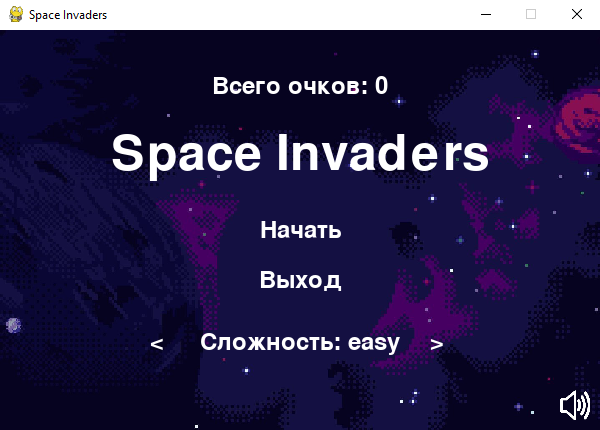 Space Invaders
Всего очков: 0
Space Invaders
Начать
Выход
< Сложность: easy >